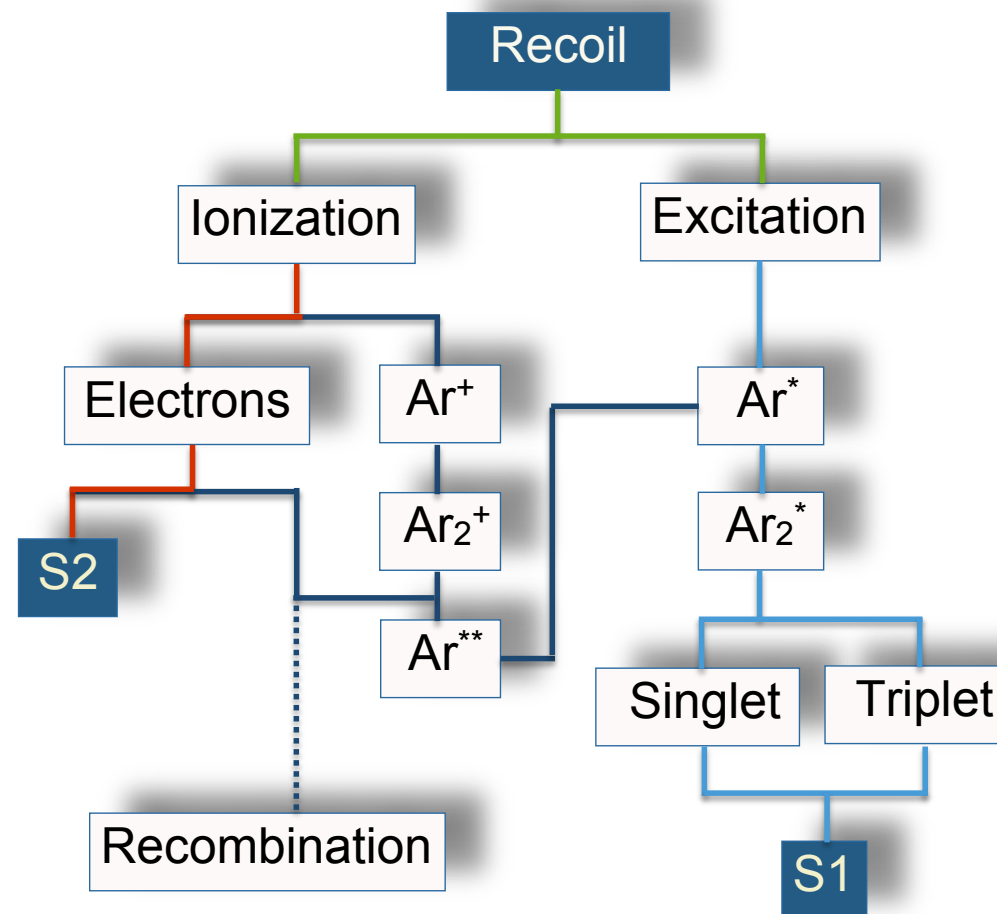 Recoil
Ionization
Excitation
Electrons
Ar⁺
Ar*
Ar₂⁺
Ar₂*
S2
Ar**
Singlet
Triplet
Recombination
S1